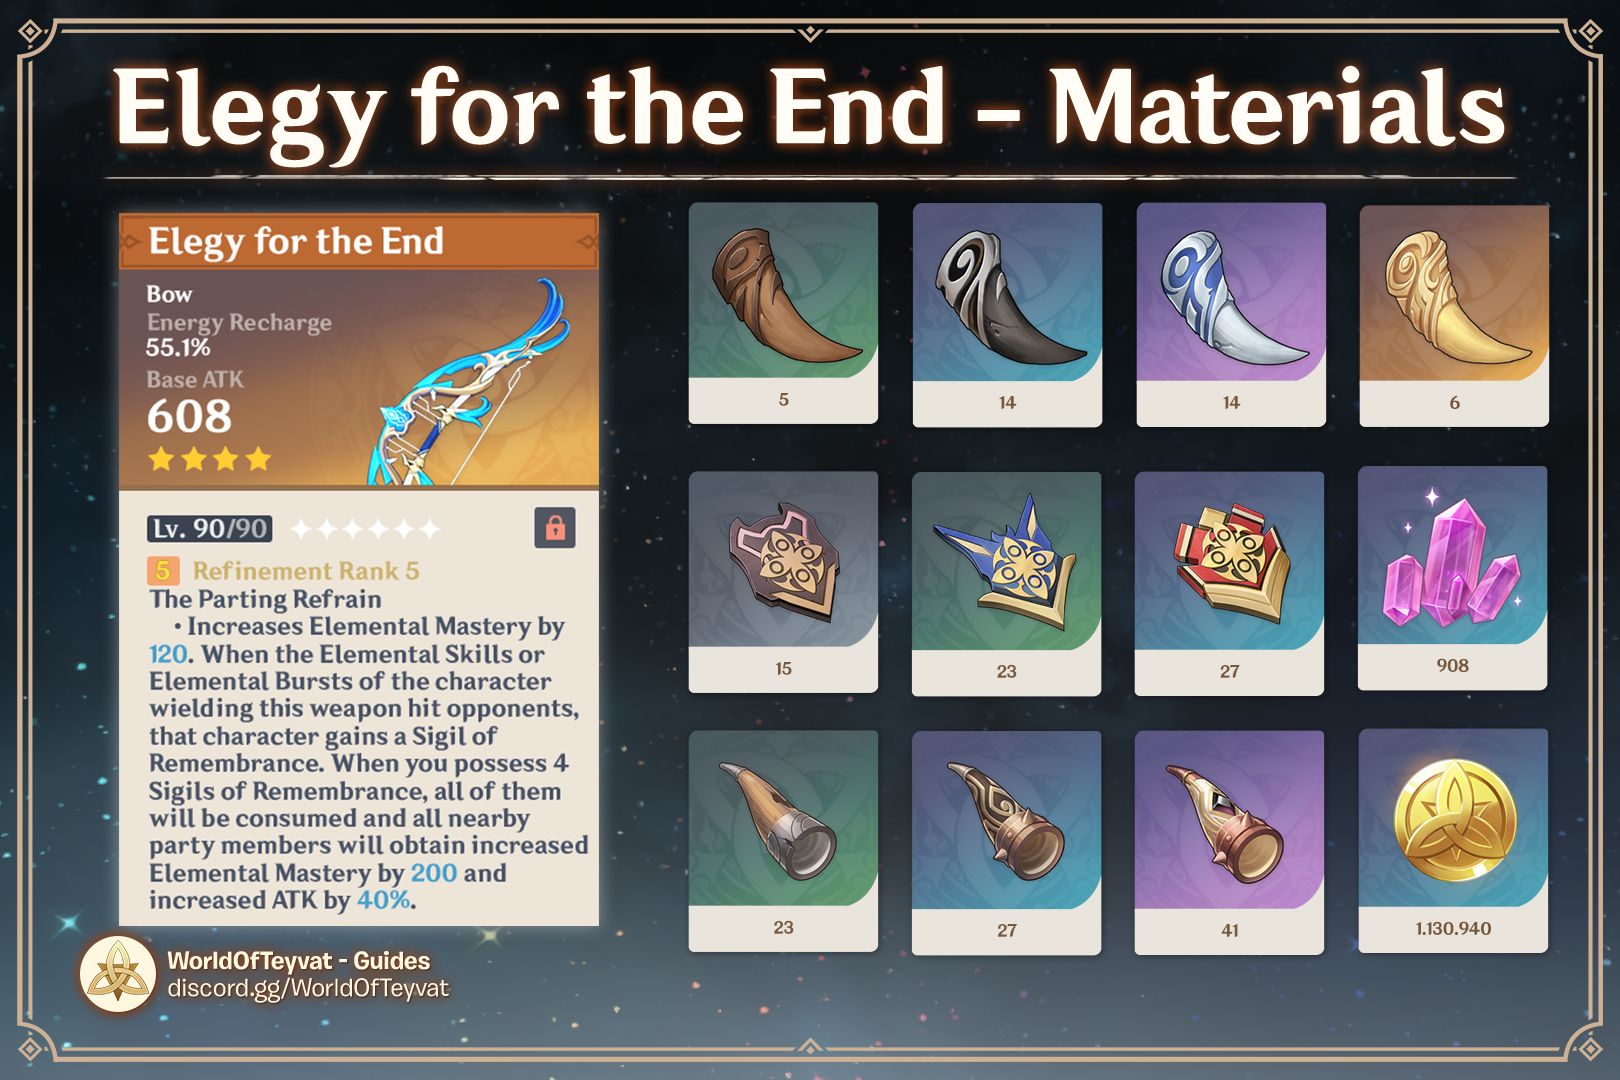 Elegy for the End – Materials
Elegy for the End
Bow
Energy Recharge
55.1%
Base ATK
608
Lv. 90/90
5 Refinement Rank 5
The Parting Refrain
• Increases Elemental Mastery by
120. When the Elemental Skills or
Elemental Bursts of the character
wielding this weapon hit opponents,
that character gains a Sigil of
Remembrance. When you possess 4
Sigils of Remembrance, all of them
will be consumed and all nearby
party members will obtain increased
Elemental Mastery by 200 and
increased ATK by 40%.
5
14
14
6
15
23
27
908
23
27
41
1.130.940
WorldOfTeyvat - Guides
discord.gg/WorldOfTeyvat